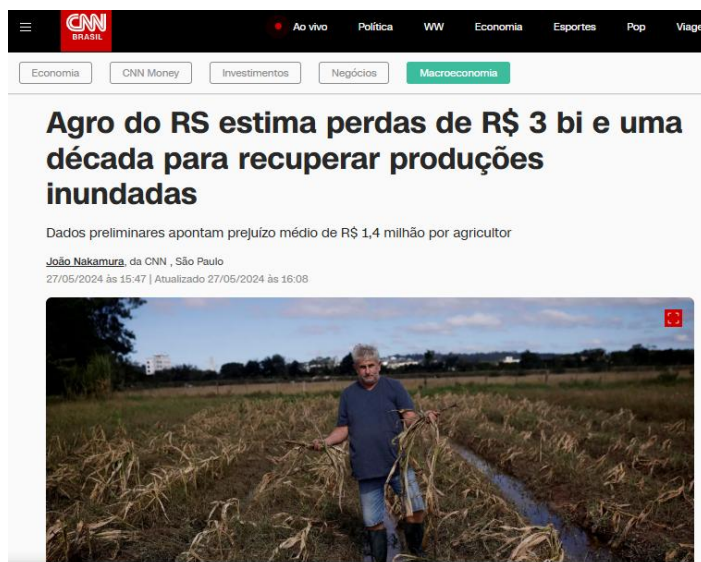 CNN
BRASIL
Ao vivo Política WW Economia Esportes Pop Viage
Economia CNN Money Investimentos Negócios Macroeconomia
Agro do RS estima perdas de R$ 3 bi e uma
década para recuperar produções
inundadas
Dados preliminares apontam prejuízo médio de R$ 1,4 milhão por agricultor
João Nakamura, da CNN , São Paulo
27/05/2024 às 15:47 | Atualizado 27/05/2024 às 16:08